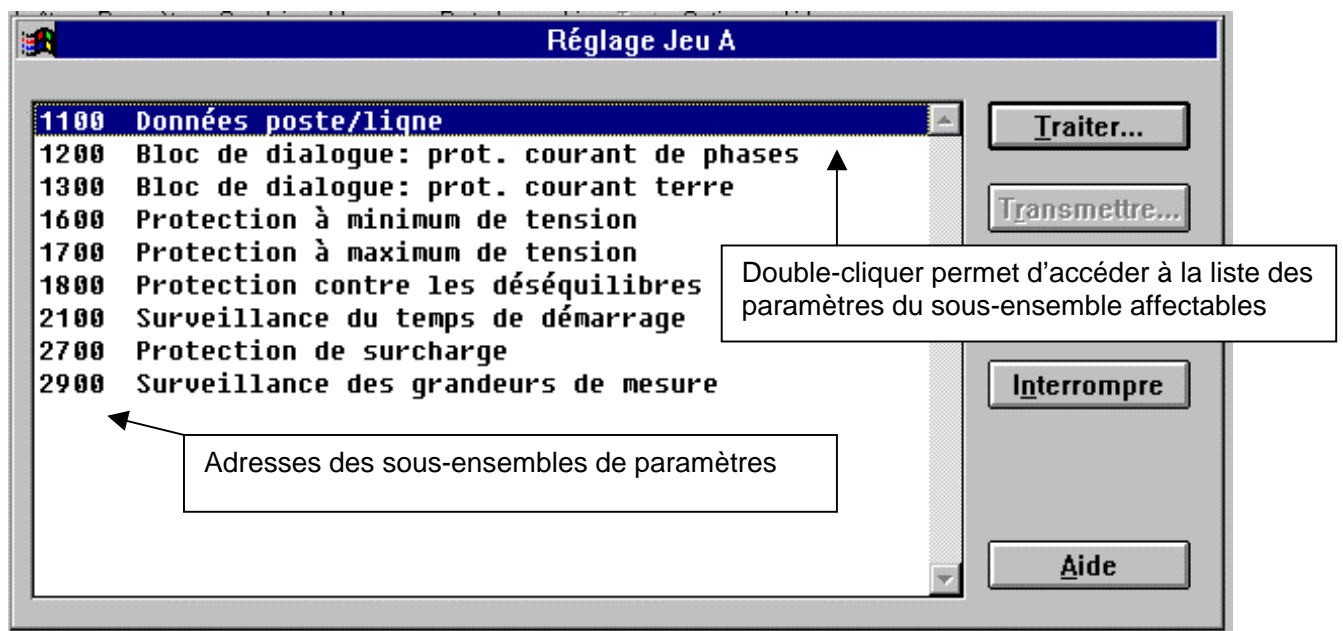 Réglage Jeu A
1100 Données poste/ligne
1200 Bloc de dialogue: prot. courant de phases
1300 Bloc de dialogue: prot. courant terre
1600 Protection à minimum de tension
1700 Protection à maximum de tension
1800 Protection contre les déséquilibres
2100 Surveillance du temps de démarrage
2700 Protection de surcharge
2900 Surveillance des grandeurs de mesure
Traiter...
Transmettre...
Double-cliquer permet d’accéder à la liste des
paramètres du sous-ensemble affectables
Interrompre
Adresses des sous-ensembles de paramètres
Aide